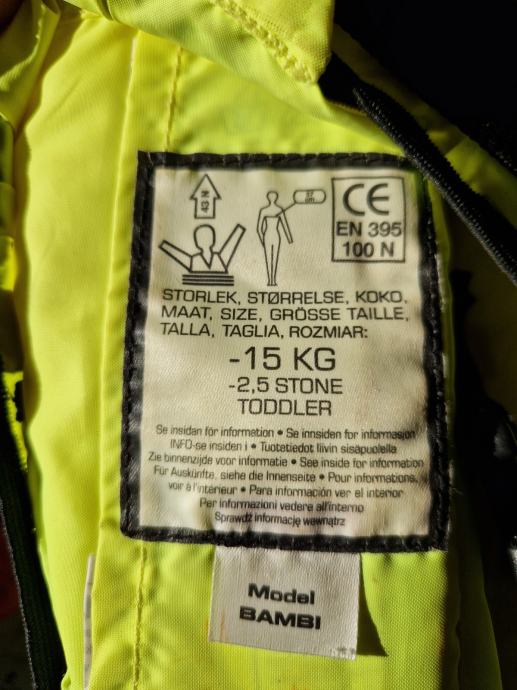 43 N
CE
EN 395
100 N
STORLEK, STØRRELSE, KOKO,
MAAT, SIZE, GRÖSSE TAILLE,
TALLA, TAGLIA, ROZMIAR:
-15 KG
-2,5 STONE
TODDLER
Se insidan för information • Se innsiden for informasjon
INFO-se insiden i • Tuotetiedot liivin sisäpuolella
Zie binnenzijde voor informatie • See inside for information
Für Auskünfte, siehe die Innenseite • Pour informations,
voir à l'intérieur • Para información ver el interior
Per informazioni vedere all'interno
Sprawdź informację wewnątrz
Model
BAMBI